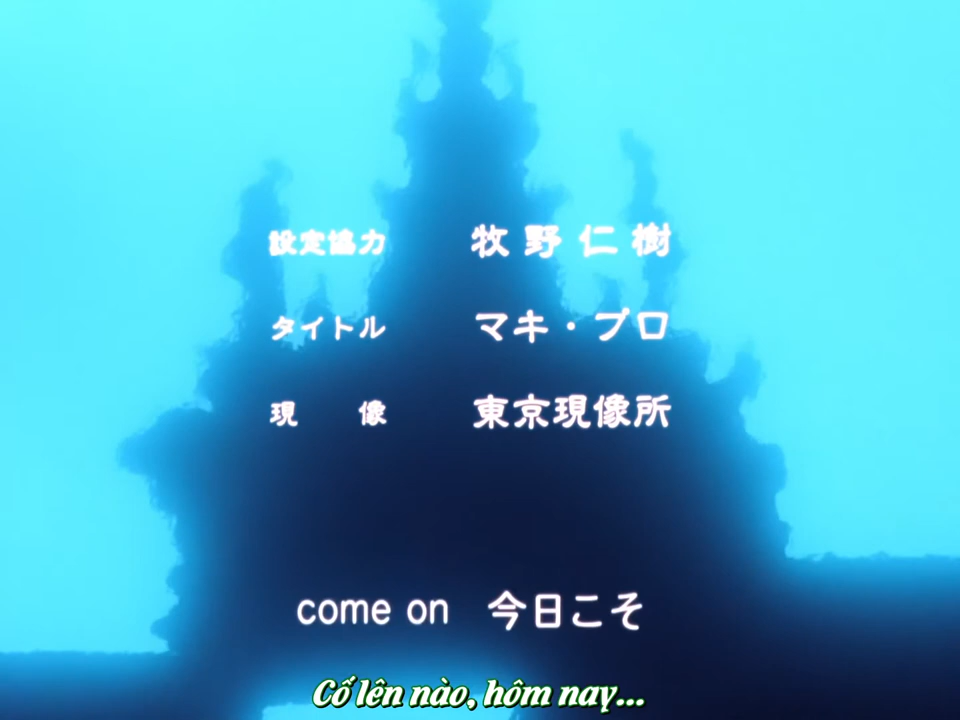 設定協力 牧野仁樹
タイトル マキ・プロ
現 像 東京現像所
come on 今日こそ
Cố lên nào, hôm nay...